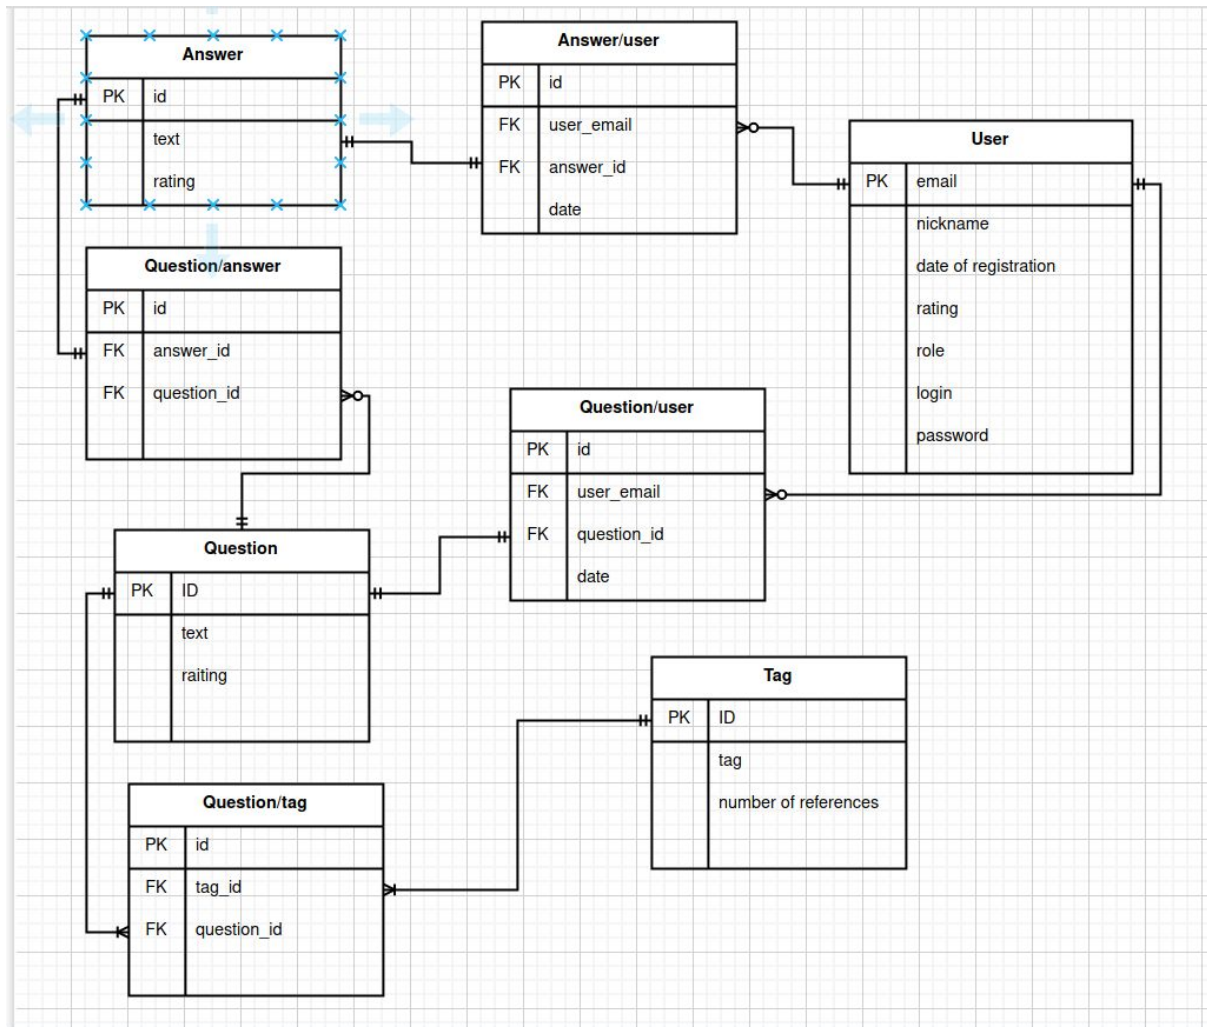 Answer
PK id
text
rating
Answer/user
PK id
FK user_email
FK answer_id
date
User
PK email
nickname
date of registration
rating
role
login
password
Question/answer
PK id
FK answer_id
FK question_id
Question/user
PK id
FK user_email
FK question_id
date
Question
PK ID
text
raiting
Tag
PK ID
tag
number of references
Question/tag
PK id
FK tag_id
FK question_id